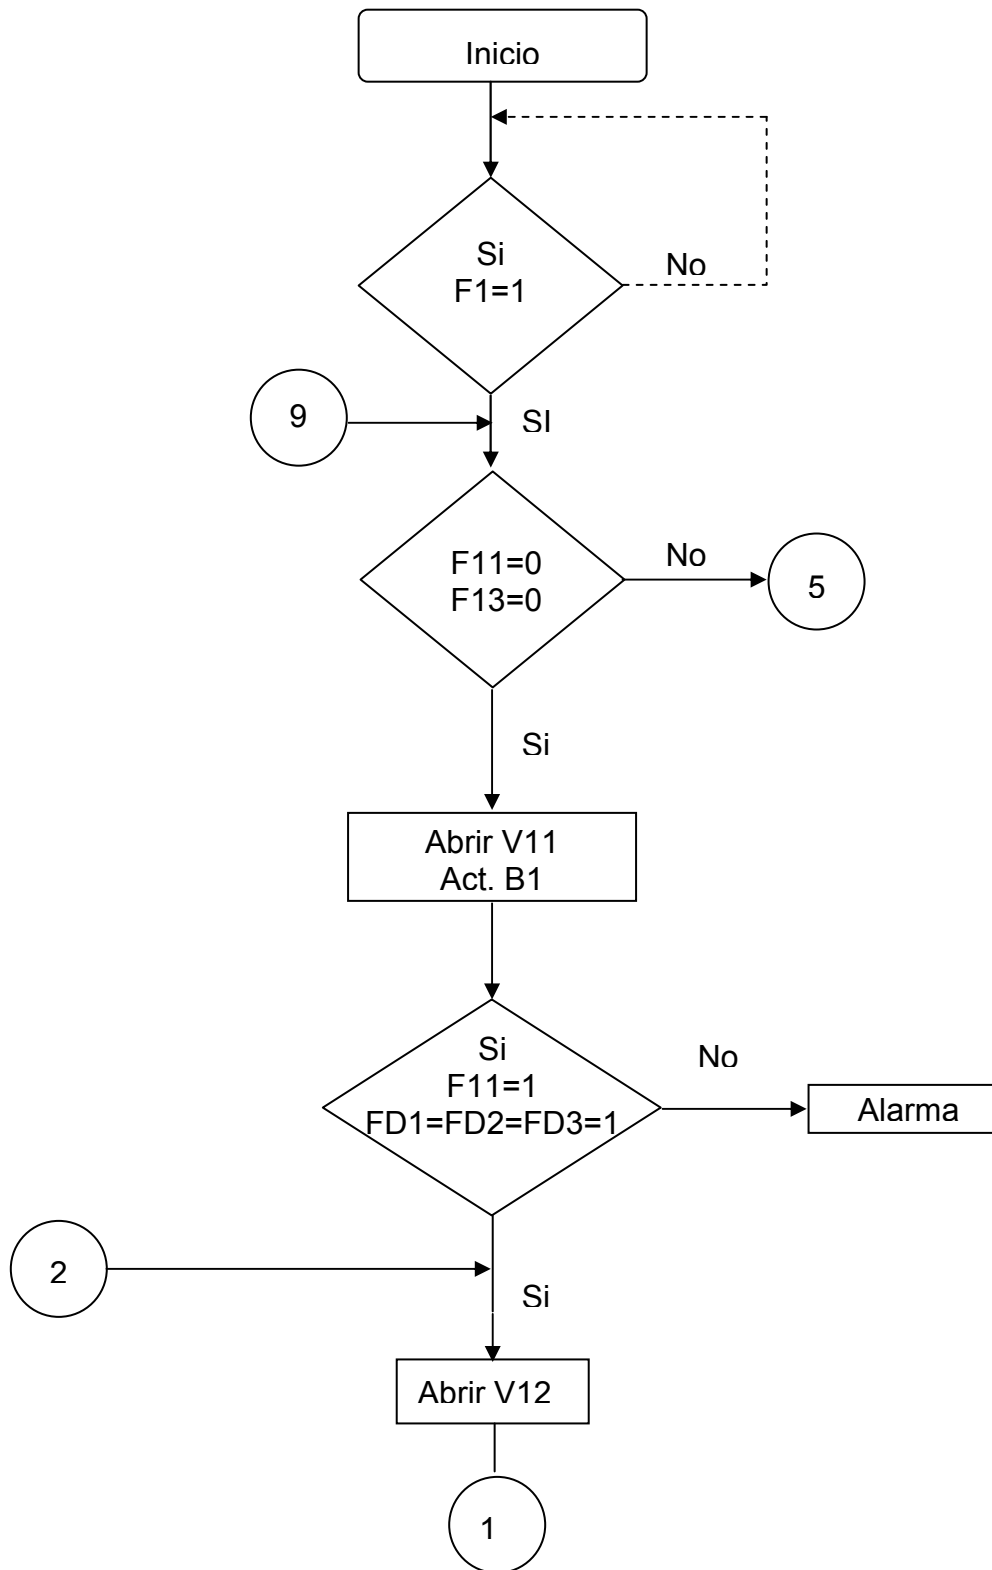 Inicio
Si
F1=1
No
9
SI
F11=0
F13=0
No
5
Si
Abrir V11
Act. B1
Si
F11=1
FD1=FD2=FD3=1
No
Alarma
2
Si
Abrir V12
1